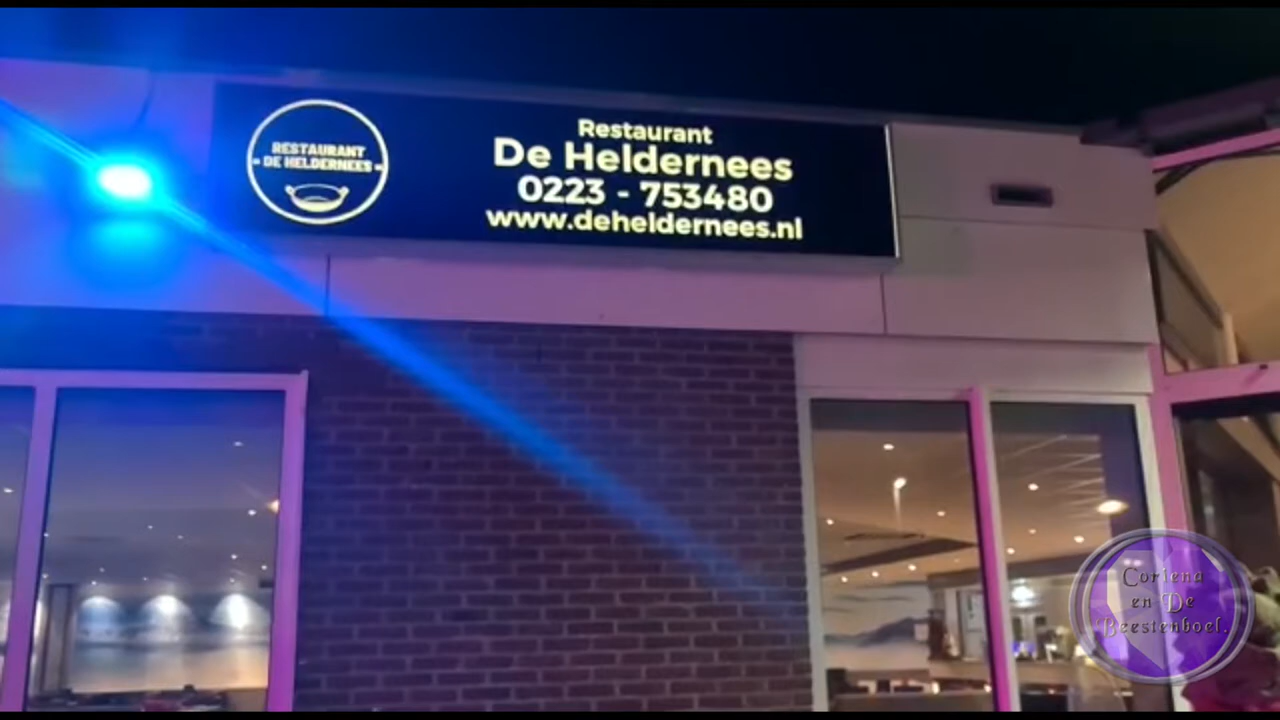 RESTAURANT
- DE HELDERNEES -
Restaurant
De Heldernees
0223 - 753480
www.deheldernees.nl
Coriena
en De
Beestenboel.